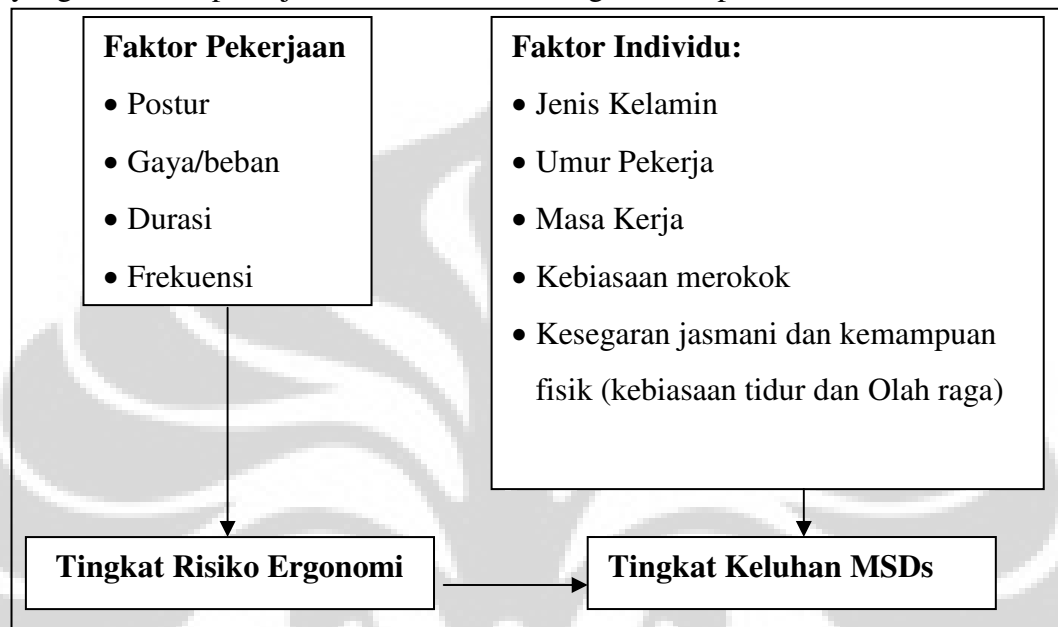 Faktor Pekerjaan
• Postur
• Gaya/beban
• Durasi
• Frekuensi
Faktor Individu:
• Jenis Kelamin
• Umur Pekerja
• Masa Kerja
• Kebiasaan merokok
• Kesegaran jasmani dan kemampuan
fisik (kebiasaan tidur dan Olah raga)
Tingkat Risiko Ergonomi
Tingkat Keluhan MSDs